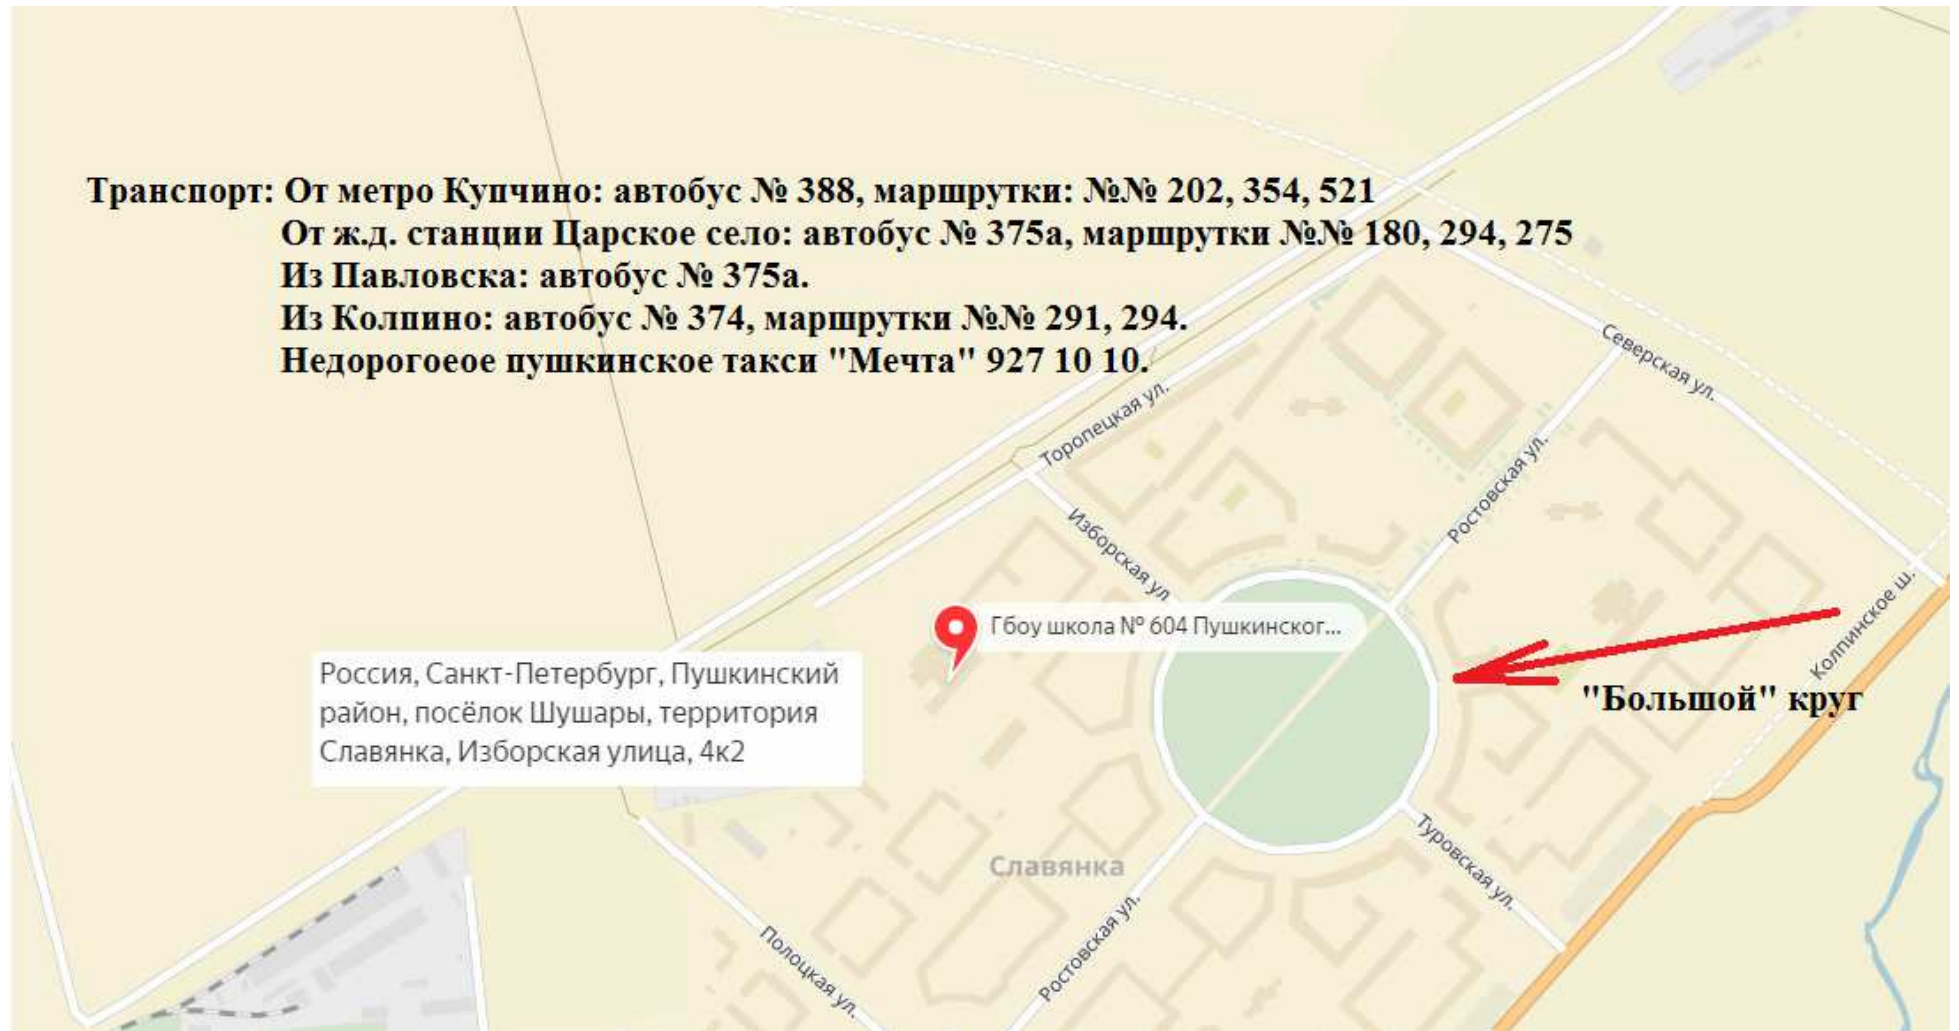 Транспорт: От метро Купчино: автобус № 388, маршрутки: №№ 202, 354, 521
От ж.д. станции Царское село: автобус № 375а, маршрутки №№ 180, 294, 275
Из Павловска: автобус № 375а.
Из Колпино: автобус № 374, маршрутки №№ 291, 294.
Недорогоеое пушкинское такси "Мечта" 927 10 10.
Северская ул.
Торопецкая ул.
Ростовская ул.
Изборская ул
Колпинское ш.
Гбоу школа № 604 Пушкинског...
Россия, Санкт-Петербург, Пушкинский
район, посёлок Шушары, территория
Славянка, Изборская улица, 4к2
"Большой" круг
Славянка
Туровская ул.
Полоцкая ул.
Ростовская ул.